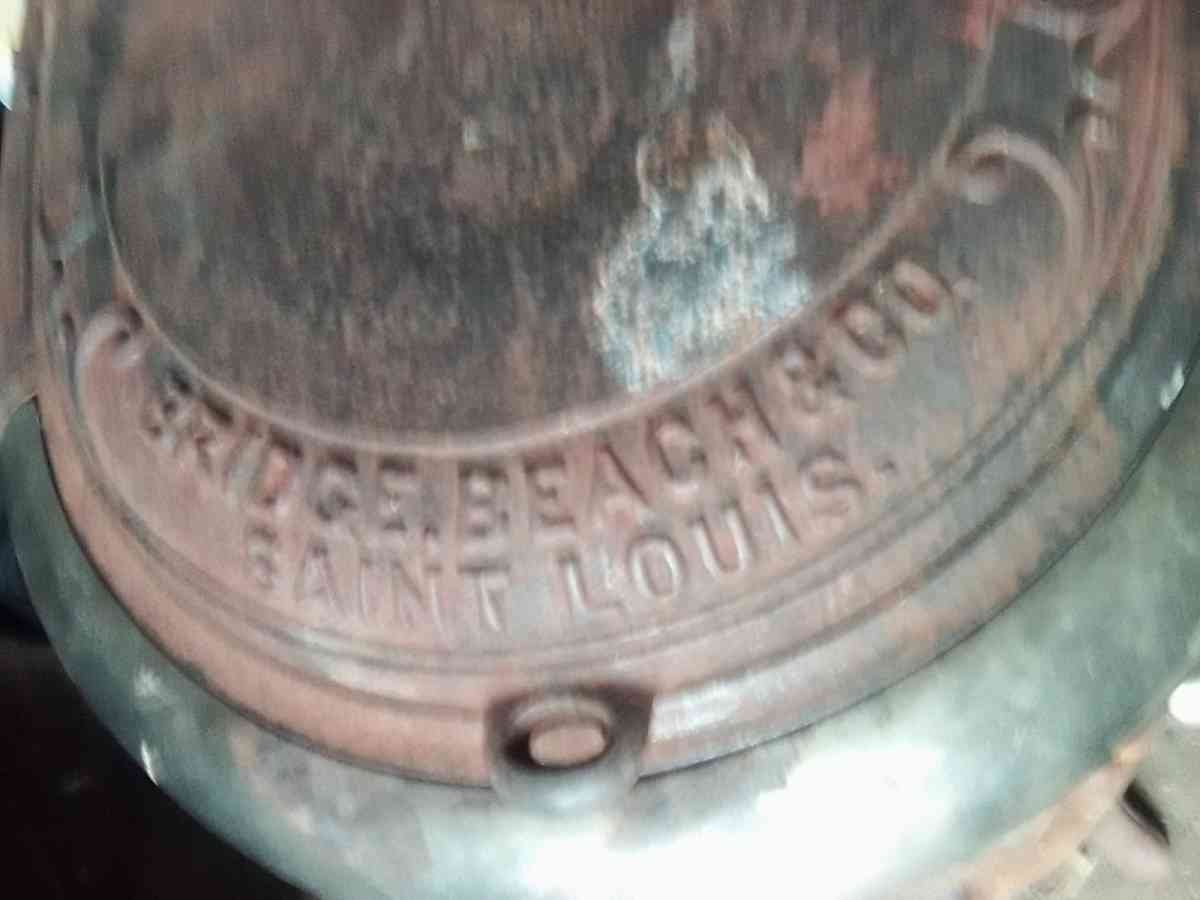 BRIDGE, BEACH & CO.
SAINT LOUIS.